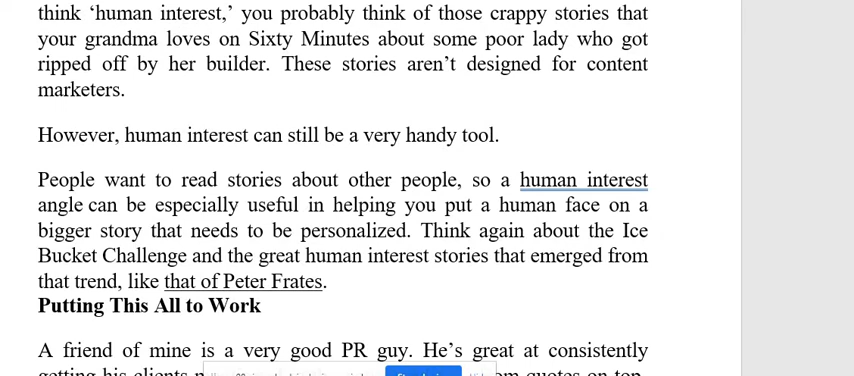 think ‘human interest,’ you probably think of those crappy stories that
your grandma loves on Sixty Minutes about some poor lady who got
ripped off by her builder. These stories aren’t designed for content
marketers.
However, human interest can still be a very handy tool.
People want to read stories about other people, so a human interest
angle can be especially useful in helping you put a human face on a
bigger story that needs to be personalized. Think again about the Ice
Bucket Challenge and the great human interest stories that emerged from
that trend, like that of Peter Frates.
Putting This All to Work
A friend of mine is a very good PR guy. He’s great at consistently
getting his clients quotes on top